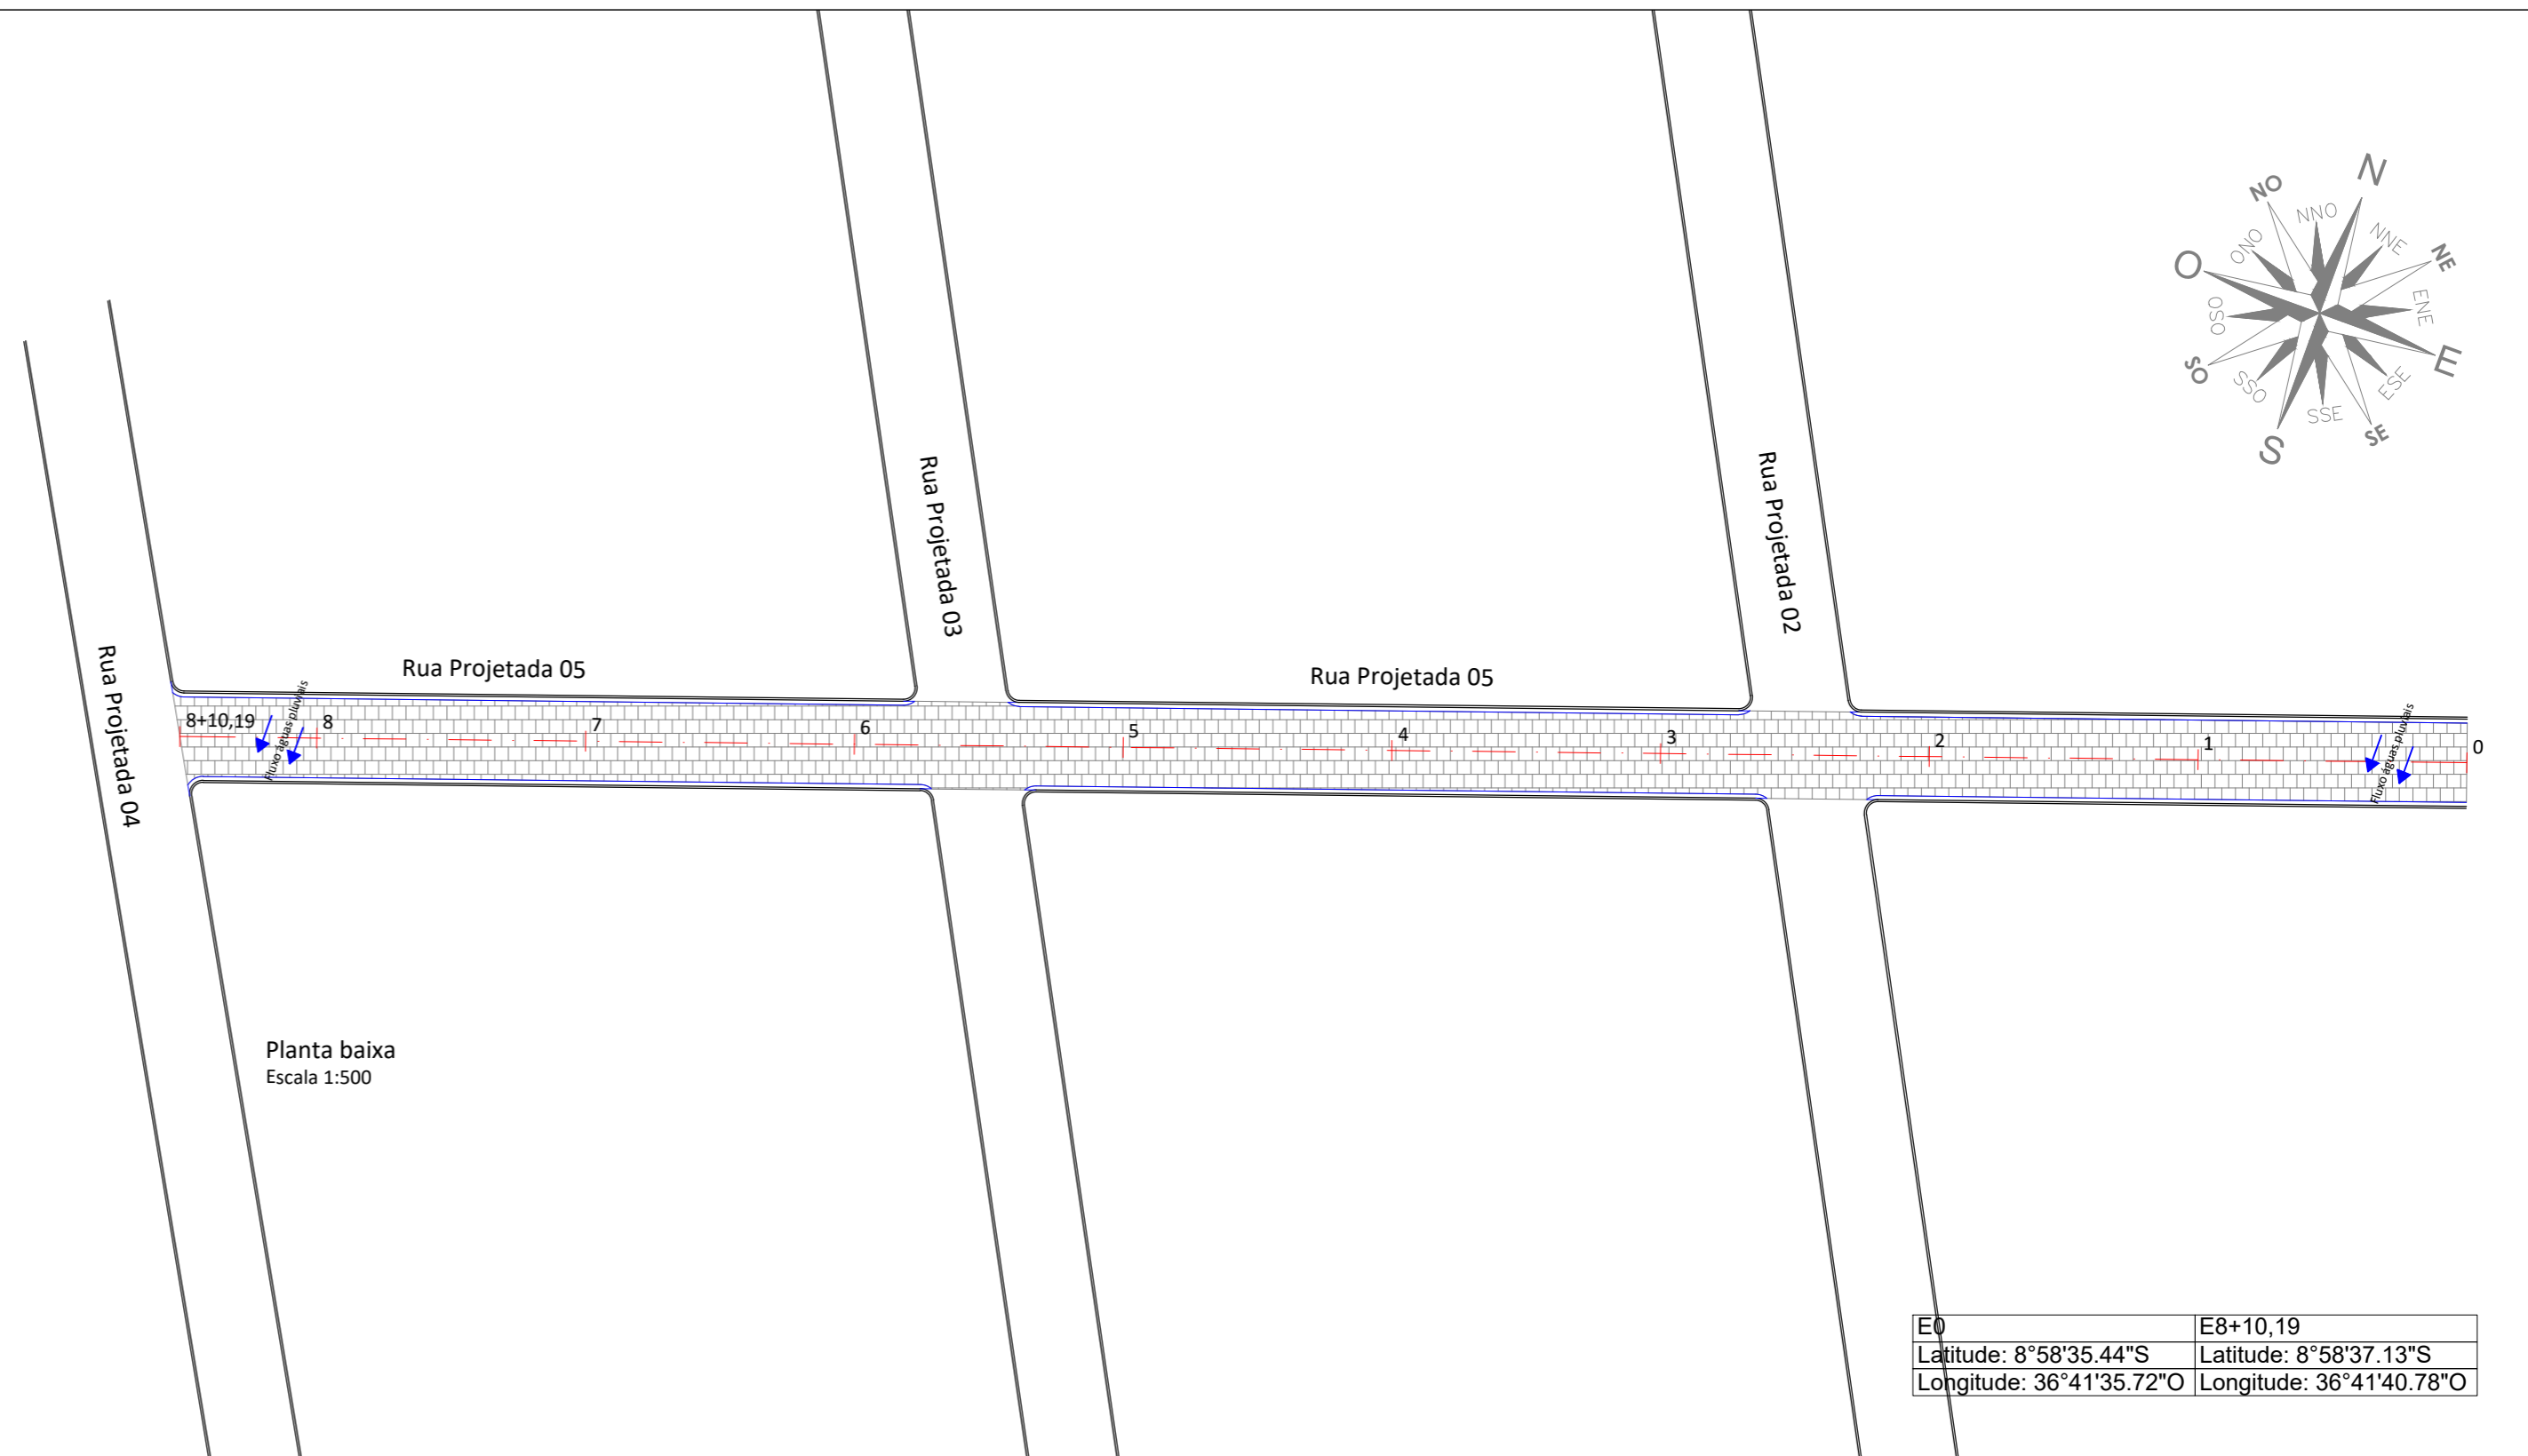 N
NO
NNO
NNE
NE
ONO
O
ENE
OSO
E
SO
SSO
ESE
SSE
SE
S
Rua Projetada 03
Rua Projetada 02
Rua Projetada 04
Rua Projetada 05
Rua Projetada 05
8+10,19
Fluxo águas pluviais
8
7
6
5
4
3
2
1
Fluxo águas pluviais
0
Planta baixa
Escala 1:500
E0 E8+10,19
Latitude: 8°58'35.44"S Latitude: 8°58'37.13"S
Longitude: 36°41'35.72"O Longitude: 36°41'40.78"O